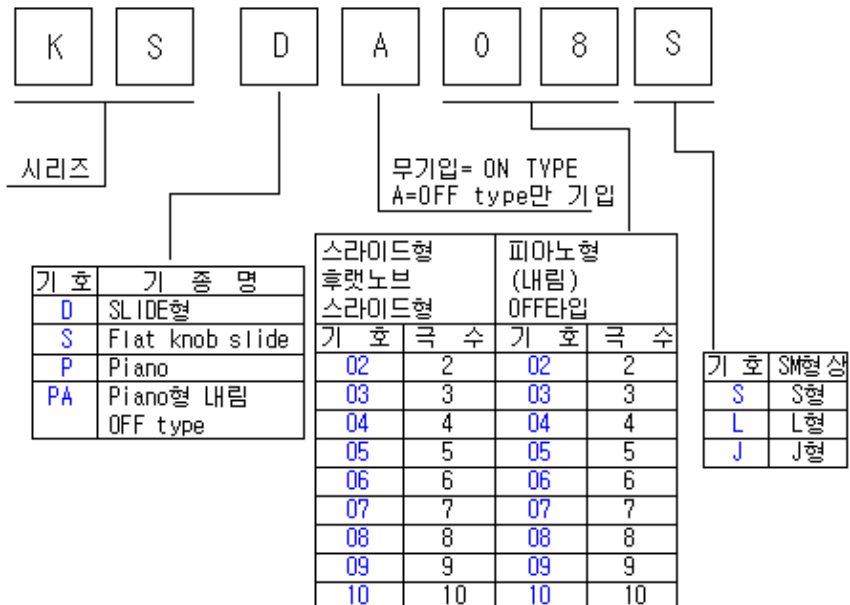 K S D A 0 8 S
시리즈
무기입= ON TYPE
A=OFF type만 기입
기 호 기 종 명
D SLIDE형
S Flat knob slide
P Piano
PA Piano형 내림
OFF type
스라이드형 피아노형
후랫노브 (내림)
스라이드형 OFF타입
기 호 극 수 기 호 극 수
02 2 02 2
03 3 03 3
04 4 04 4
05 5 05 5
06 6 06 6
07 7 07 7
08 8 08 8
09 9 09 9
10 10 10 10
기 호 SM형상
S S형
L L형
J J형